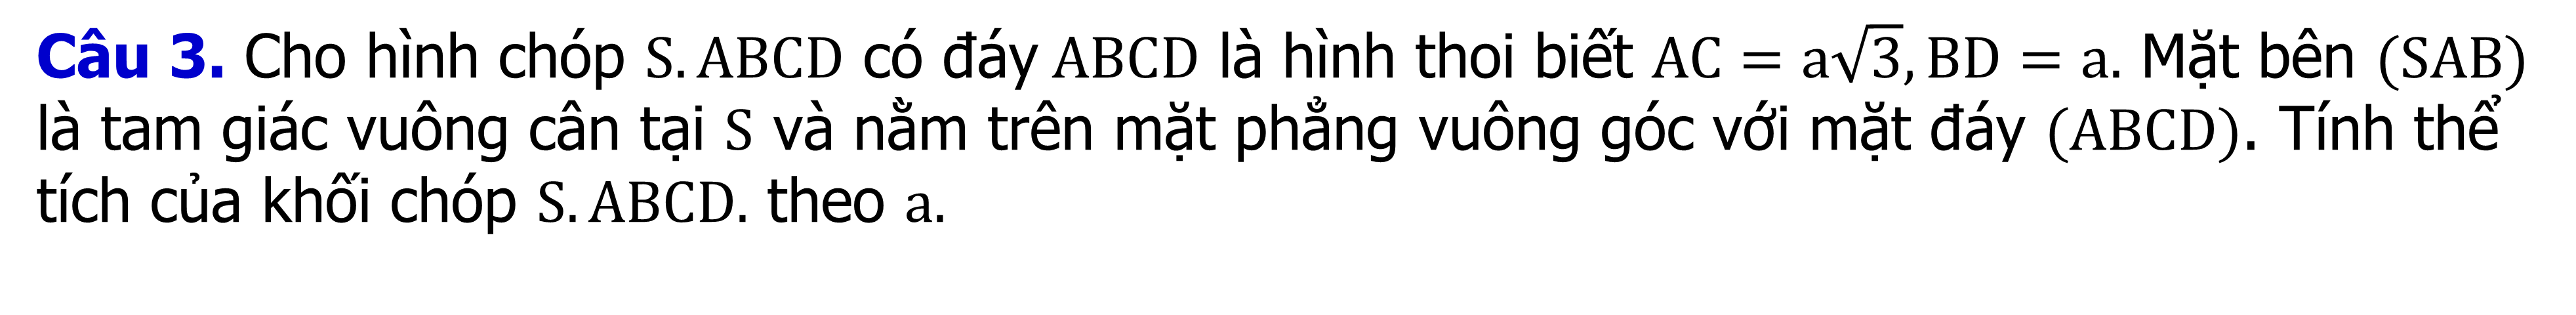 Câu 3. Cho hình chóp S.ABCD có đáy ABCD là hình thoi biết AC = a√3, BD = a. Mặt bên (SAB)
là tam giác vuông cân tại S và nằm trên mặt phẳng vuông góc với mặt đáy (ABCD). Tính thể
tích của khối chóp S.ABCD. theo a.